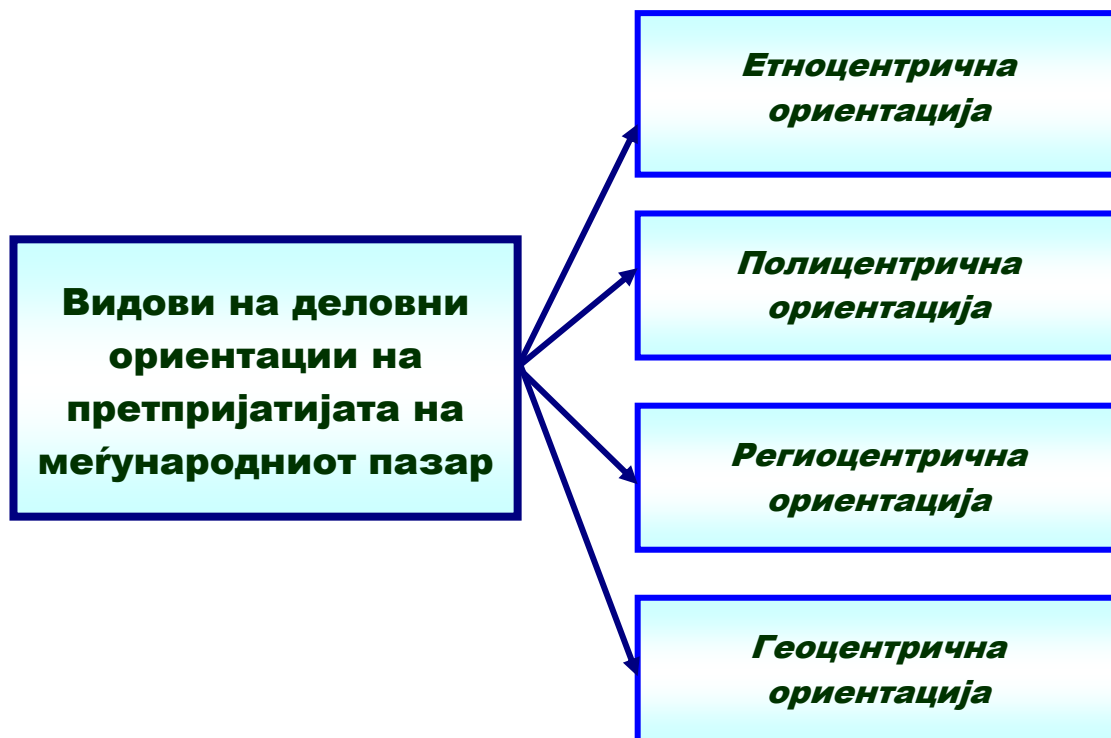 Видови на деловни
ориентации на
претпријатијата на
меѓународниот пазар
Етноцентрична
ориентација
Полицентрична
ориентација
Региоцентрична
ориентација
Геоцентрична
ориентација